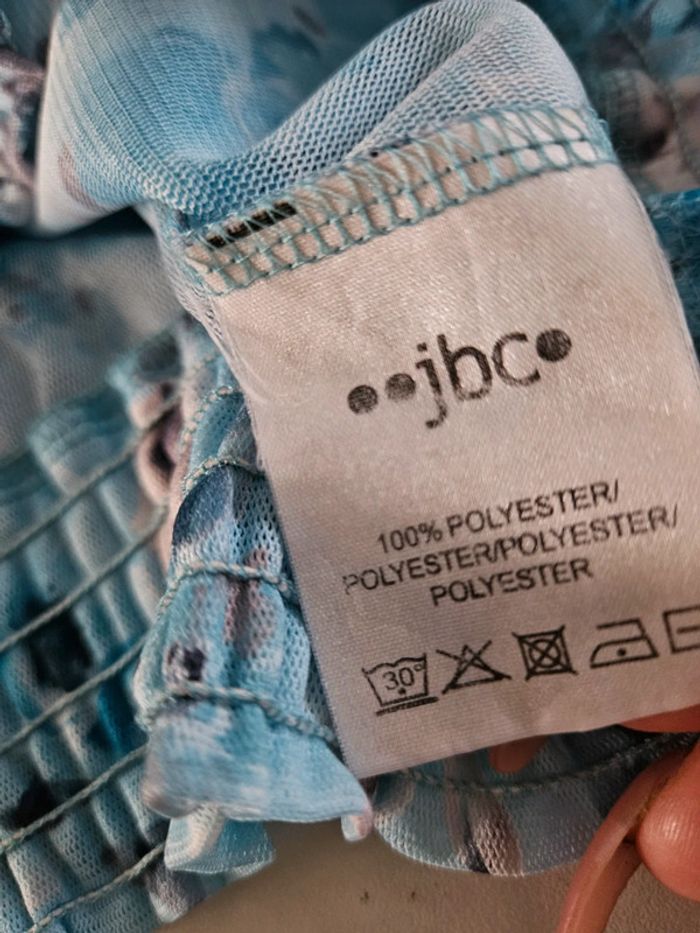 jbc
100% POLYESTER/
POLYESTER/POLYESTER/
POLYESTER
30°